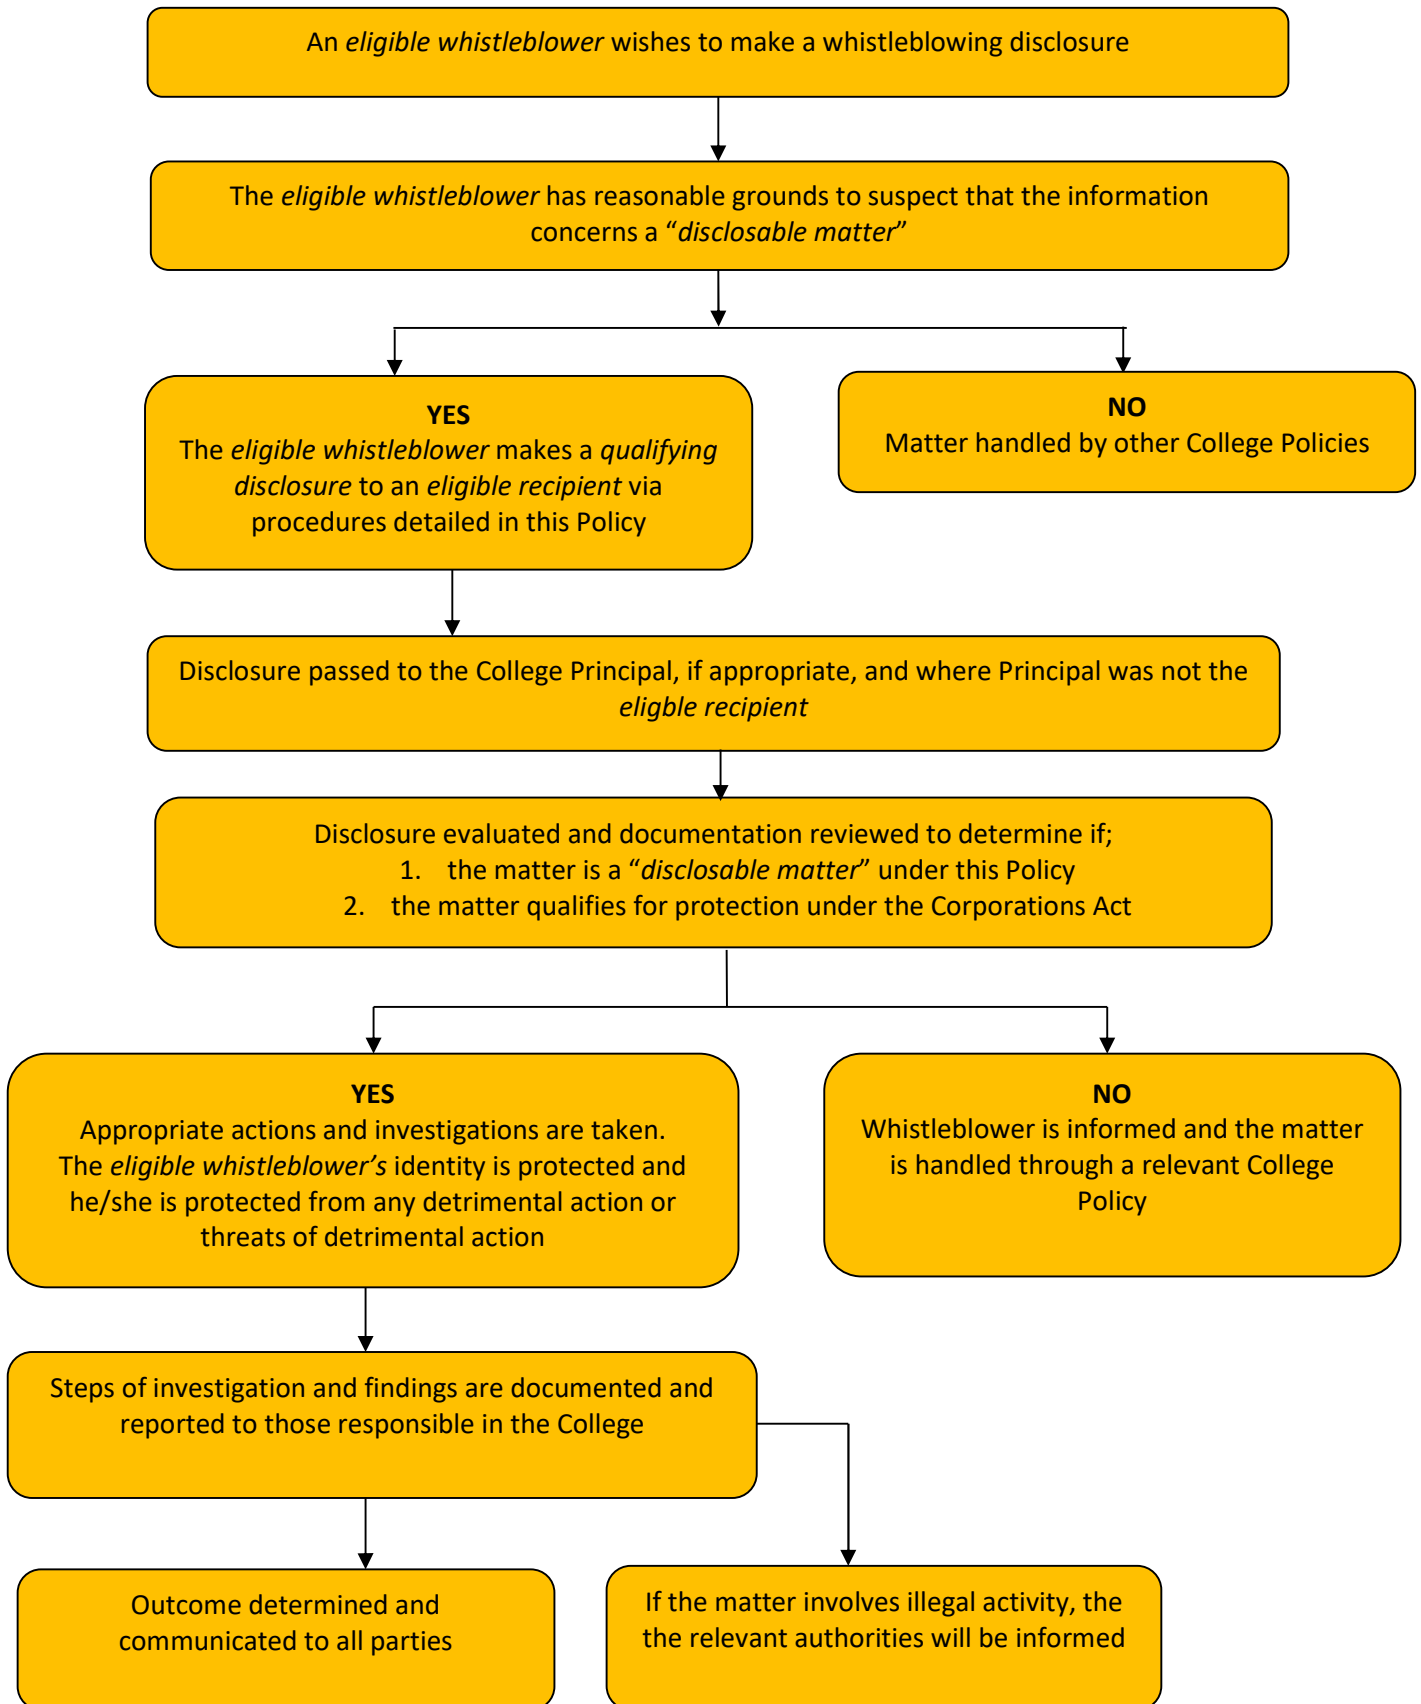 An eligible whistleblower wishes to make a whistleblowing disclosure
The eligible whistleblower has reasonable grounds to suspect that the information
concerns a “disclosable matter”
YES
The eligible whistleblower makes a qualifying
disclosure to an eligible recipient via
procedures detailed in this Policy
NO
Matter handled by other College Policies
Disclosure passed to the College Principal, if appropriate, and where Principal was not the
eligble recipient
Disclosure evaluated and documentation reviewed to determine if;
1. the matter is a “disclosable matter” under this Policy
2. the matter qualifies for protection under the Corporations Act
YES
Appropriate actions and investigations are taken.
The eligible whistleblower’s identity is protected and
he/she is protected from any detrimental action or
threats of detrimental action
NO
Whistleblower is informed and the matter
is handled through a relevant College
Policy
Steps of investigation and findings are documented and
reported to those responsible in the College
Outcome determined and
communicated to all parties
If the matter involves illegal activity, the
the relevant authorities will be informed